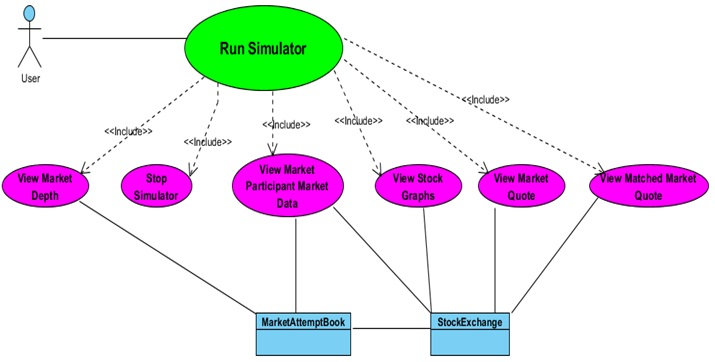 Run Simulator
User
<<Include>>
<<Include>>
<<Include>>
<<Include>>
<<Include>>
<<Include>>
View Market
Depth
Stop
Simulator
View Market
Participant Market
Data
View Stock
Graphs
View Market
Quote
View Matched Market
Quote
MarketAttemptBook
StockExchange